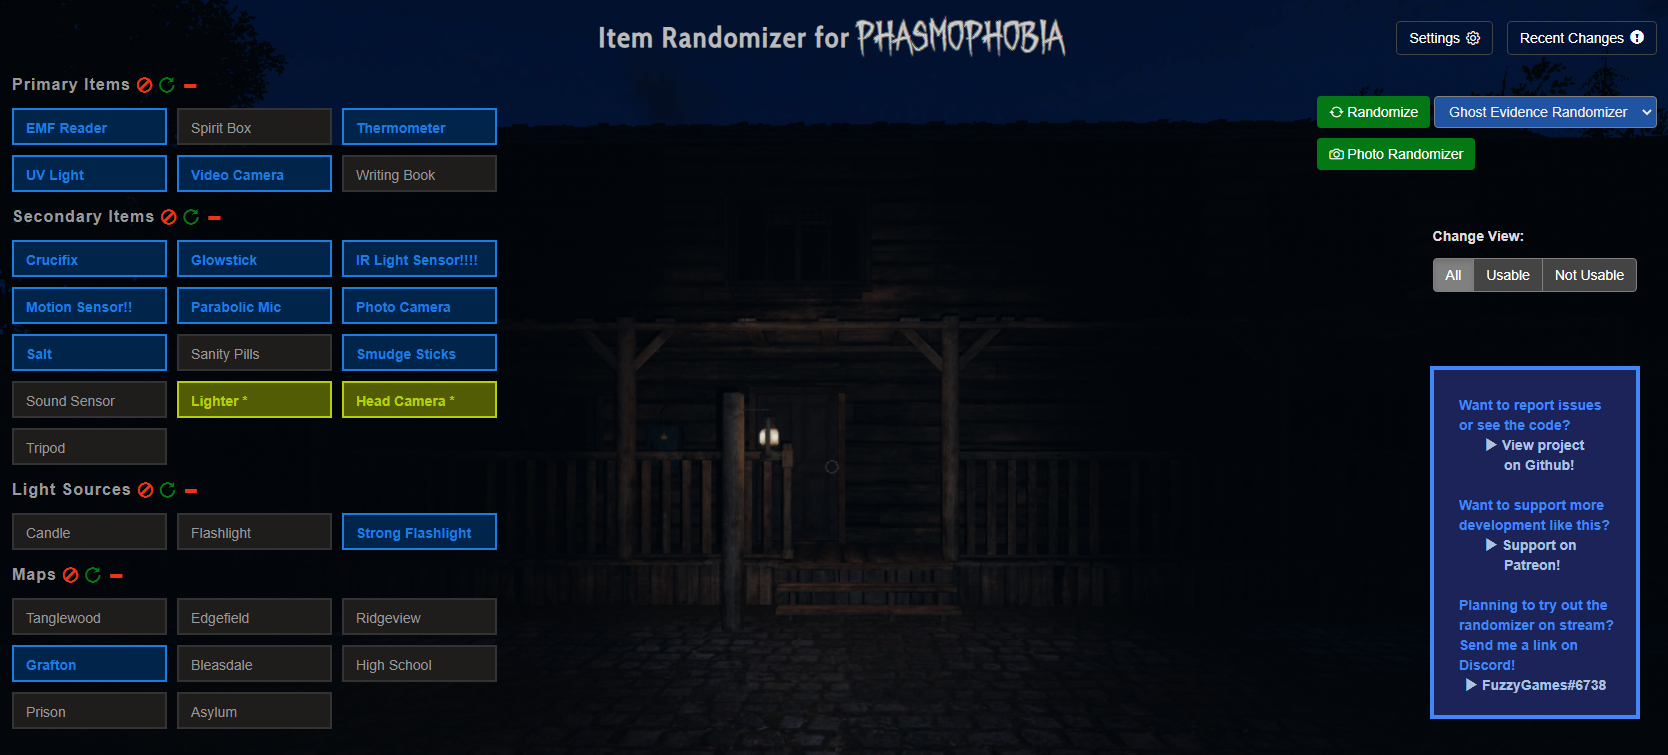 Item Randomizer for PHASMOPHOBIA
Settings
Recent Changes
Primary Items
EMF Reader
Spirit Box
Thermometer
UV Light
Video Camera
Writing Book
Secondary Items
Crucifix
Glowstick
IR Light Sensor!!!!
Motion Sensor!!
Parabolic Mic
Photo Camera
Salt
Sanity Pills
Smudge Sticks
Sound Sensor
Lighter *
Head Camera *
Tripod
Light Sources
Candle
Flashlight
Strong Flashlight
Maps
Tanglewood
Edgefield
Ridgeview
Grafton
Bleasdale
High School
Prison
Asylum
Randomize
Ghost Evidence Randomizer
Photo Randomizer
Change View:
All
Usable
Not Usable
Want to report issues
or see the code?
View project
on Github!
Want to support more
development like this?
Support on
Patreon!
Planning to try out the
randomizer on stream?
Send me a link on
Discord!
FuzzyGames#6738